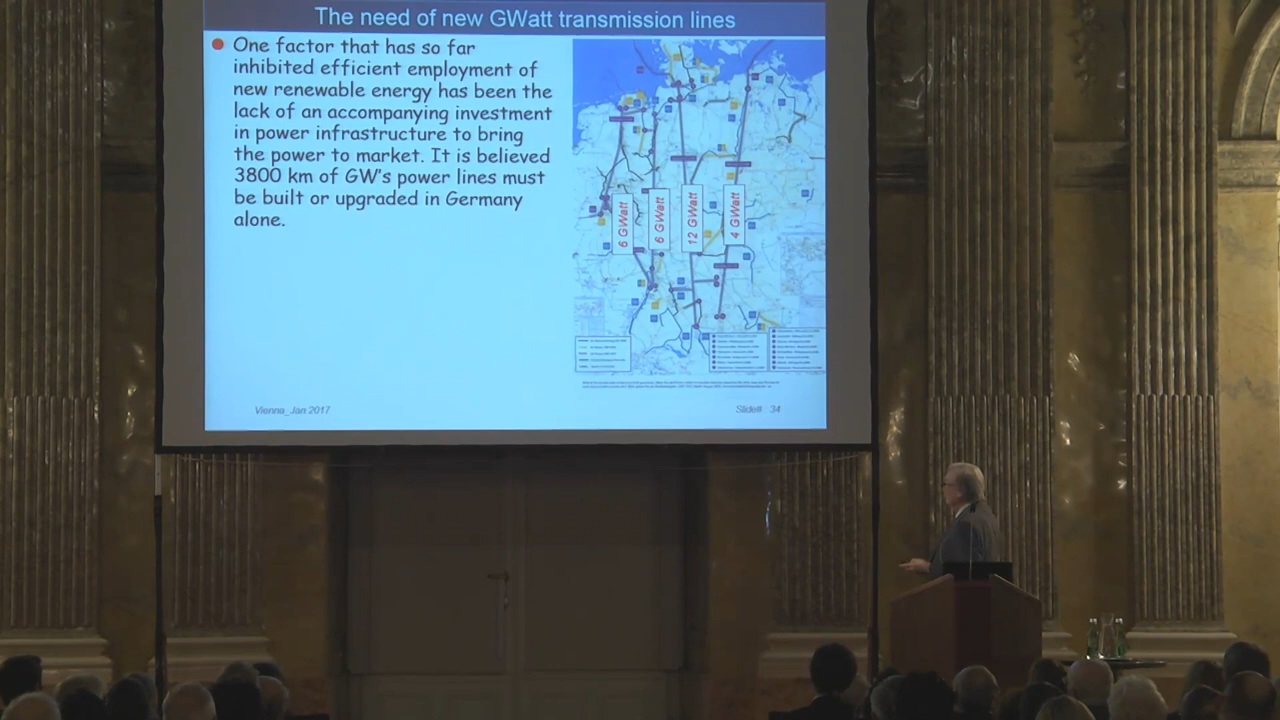 The need of new GWatt transmission lines
One factor that has so far
inhibited efficient employment of
new renewable energy has been the
lack of an accompanying investment
in power infrastructure to bring
the power to market. It is believed
3800 km of GW's power lines must
be built or upgraded in Germany
alone.
6 GWatt
6 GWatt
12 GWatt
4 GWatt
Vienna_Jan 2017
Slide# : 34